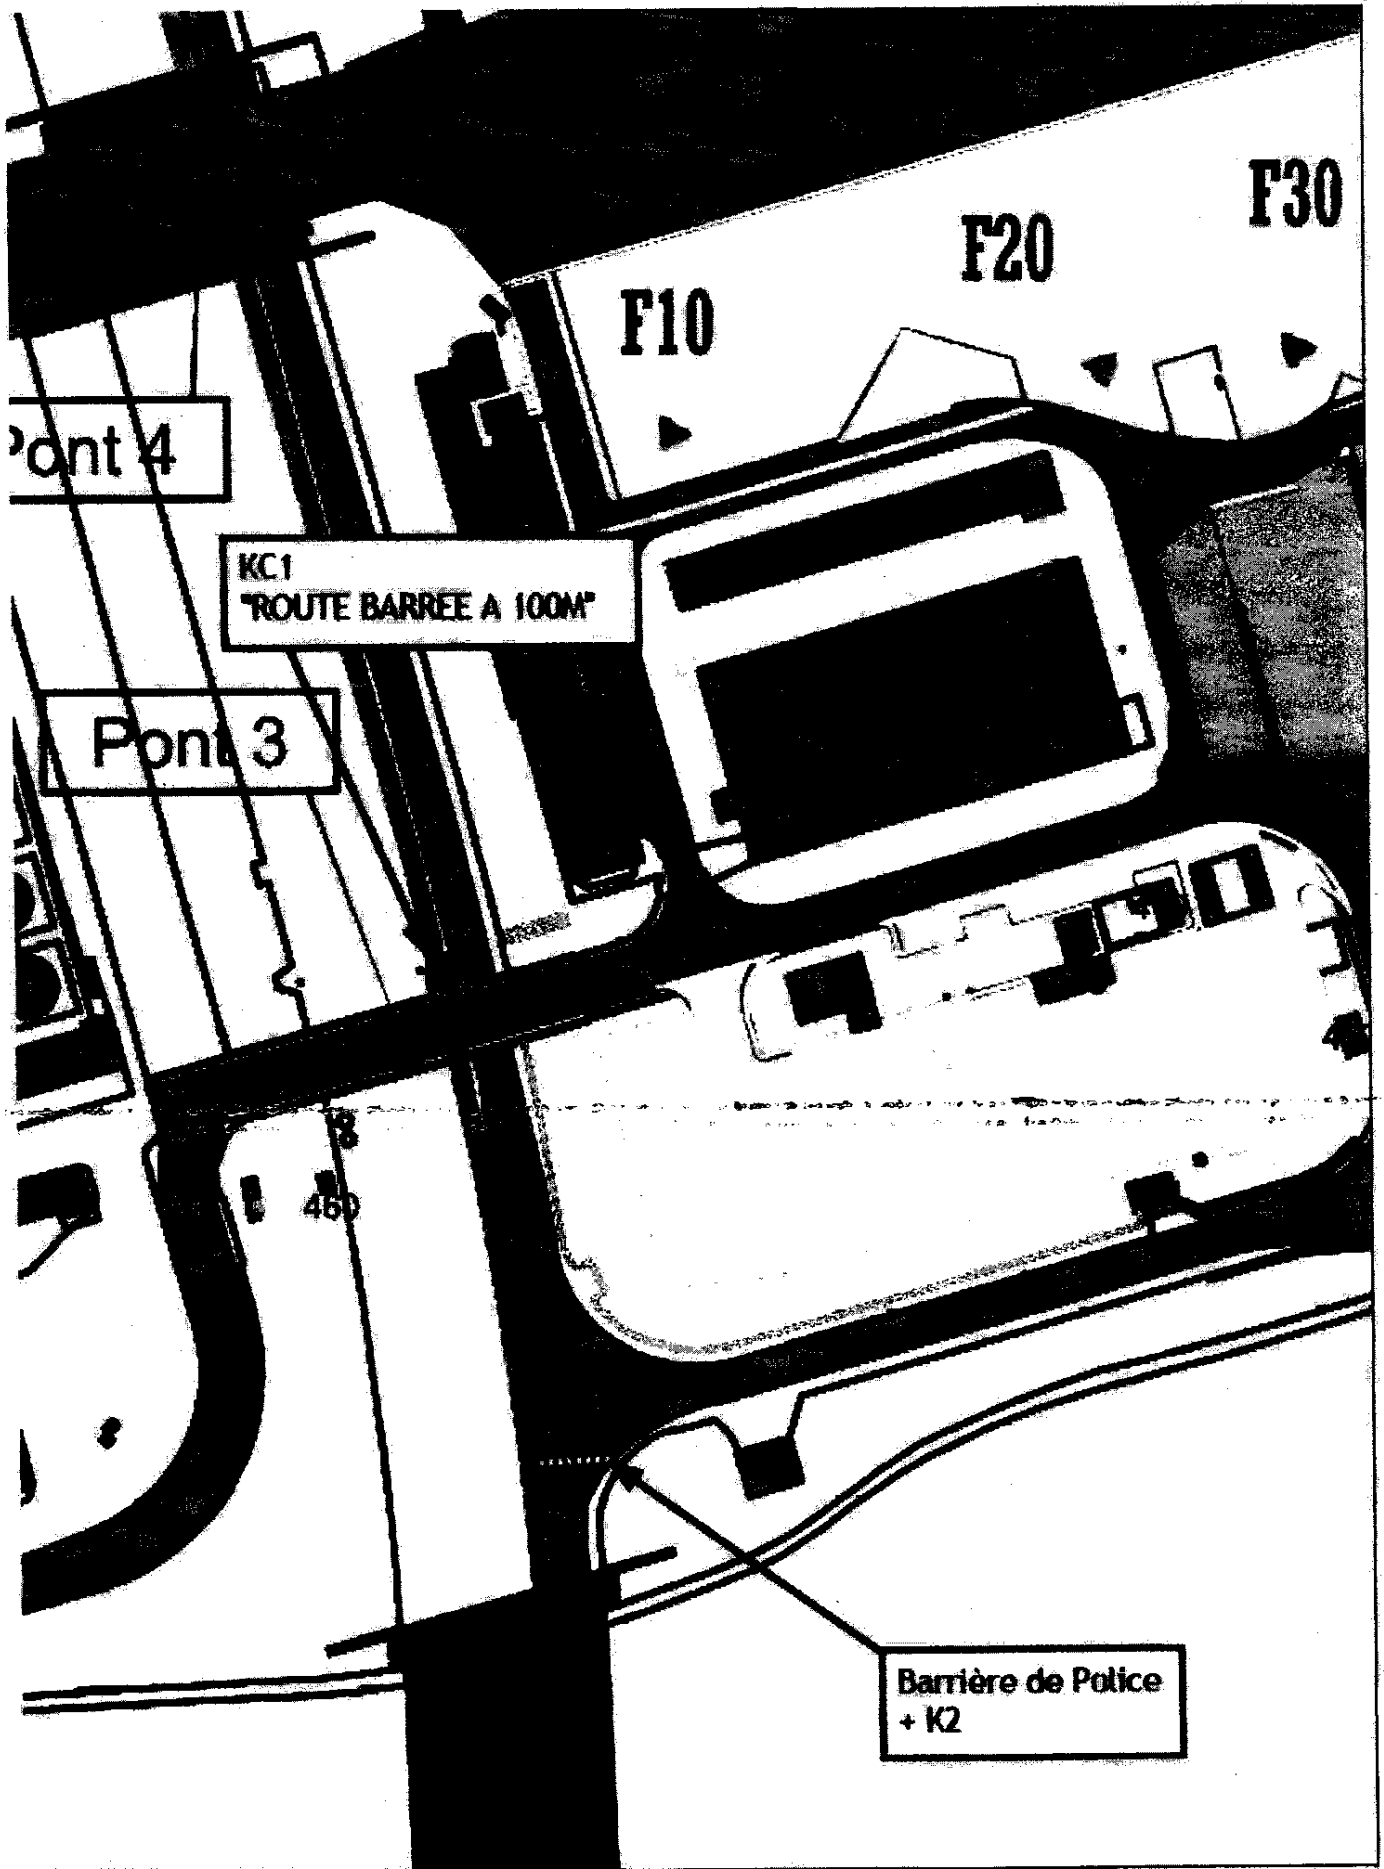 F30
F20
F10
Pont 4
KC1
"ROUTE BARREE A 100M"
Pont 3
460
Barrière de Police
+ K2